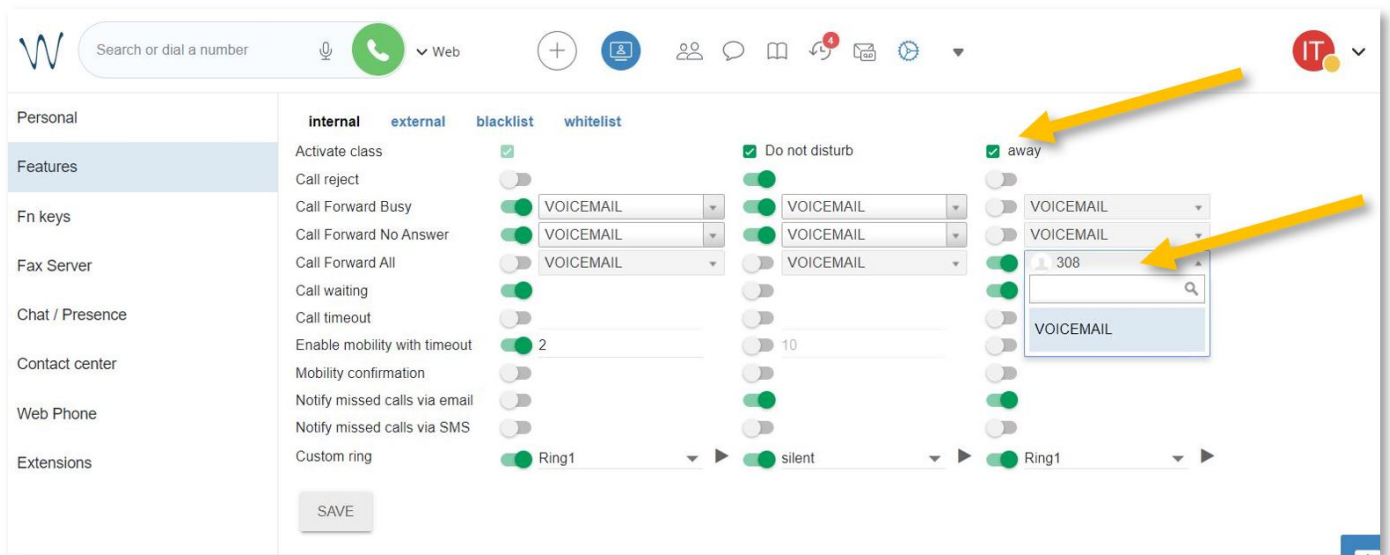 W Search or dial a number Web 4 IT
Personal
Features
Fn keys
Fax Server
Chat / Presence
Contact center
Web Phone
Extensions
internal external blacklist whitelist
Activate class Do not disturb away
Call reject
Call Forward Busy VOICEMAIL VOICEMAIL VOICEMAIL
Call Forward No Answer VOICEMAIL VOICEMAIL VOICEMAIL
Call Forward All VOICEMAIL VOICEMAIL 308
Call waiting
Call timeout VOICEMAIL
Enable mobility with timeout 2 10
Mobility confirmation
Notify missed calls via email
Notify missed calls via SMS
Custom ring Ring1 silent Ring1
SAVE